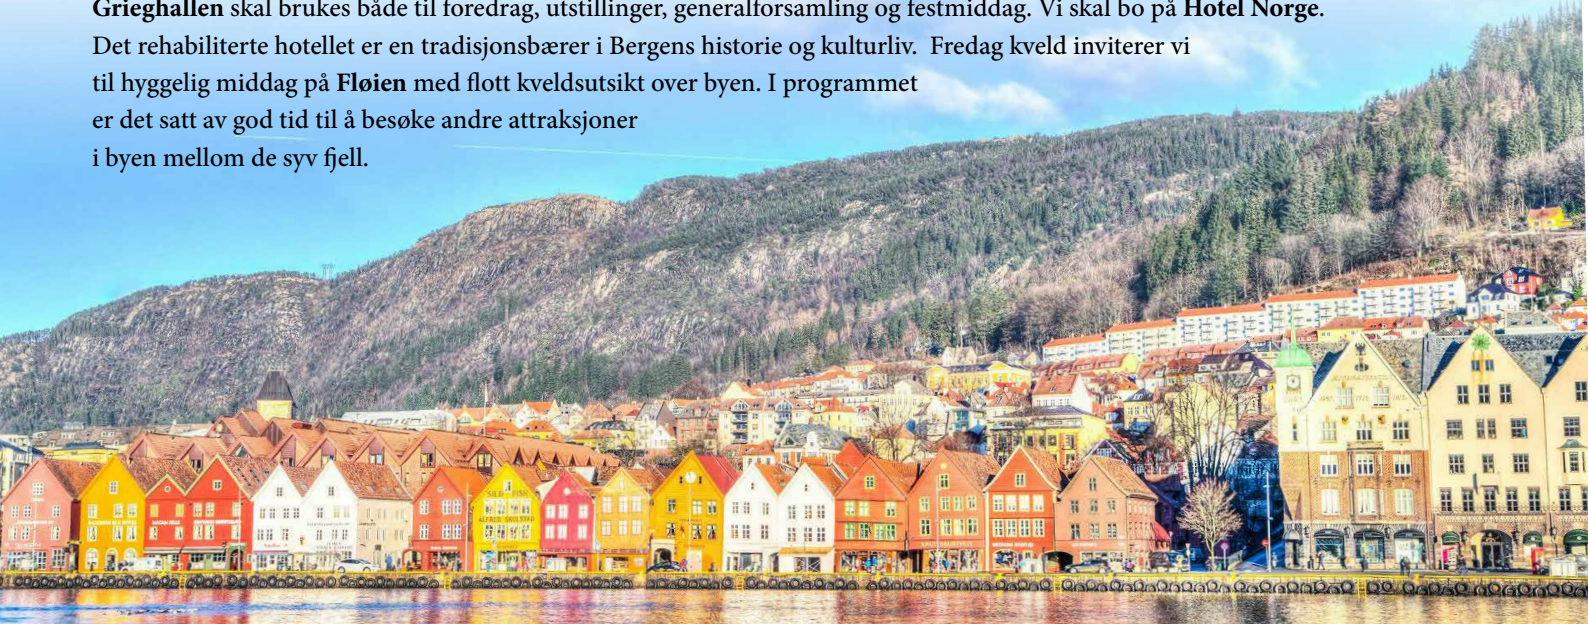 Grieghallen skal brukes både til foredrag, utstillinger, generalforsamling og festmiddag. Vi skal bo på Hotel Norge.
Det rehabiliterte hotellet er en tradisjonsbærer i Bergens historie og kulturliv.  Fredag kveld inviterer vi
til hyggelig middag på Fløien med flott kveldsutsikt over byen. I programmet
er det satt av god tid til å besøke andre attraksjoner
i byen mellom de syv fjell.